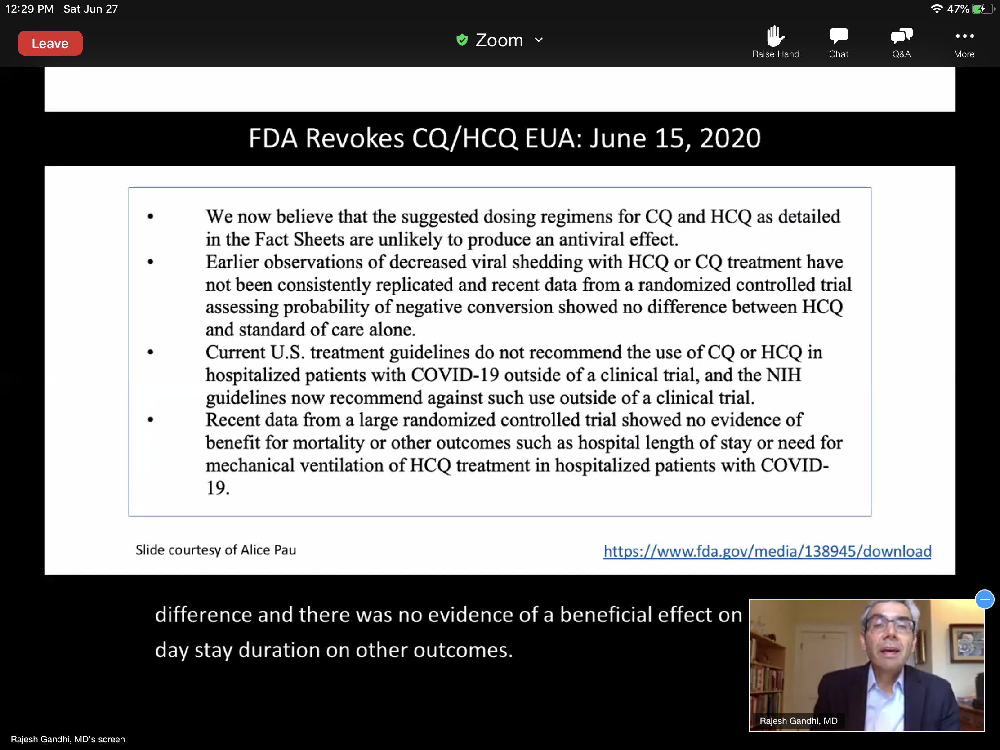 12:29 PM Sat Jun 27
47%
Leave
Zoom
Raise Hand
Chat
Q&A
More
FDA Revokes CQ/HCQ EUA: June 15, 2020
• We now believe that the suggested dosing regimens for CQ and HCQ as detailed
in the Fact Sheets are unlikely to produce an antiviral effect.
• Earlier observations of decreased viral shedding with HCQ or CQ treatment have
not been consistently replicated and recent data from a randomized controlled trial
assessing probability of negative conversion showed no difference between HCQ
and standard of care alone.
• Current U.S. treatment guidelines do not recommend the use of CQ or HCQ in
hospitalized patients with COVID-19 outside of a clinical trial, and the NIH
guidelines now recommend against such use outside of a clinical trial.
• Recent data from a large randomized controlled trial showed no evidence of
benefit for mortality or other outcomes such as hospital length of stay or need for
mechanical ventilation of HCQ treatment in hospitalized patients with COVID-
19.
Slide courtesy of Alice Pau
https://www.fda.gov/media/138945/download
difference and there was no evidence of a beneficial effect on
day stay duration on other outcomes.
Rajesh Gandhi, MD
Rajesh Gandhi, MD's screen